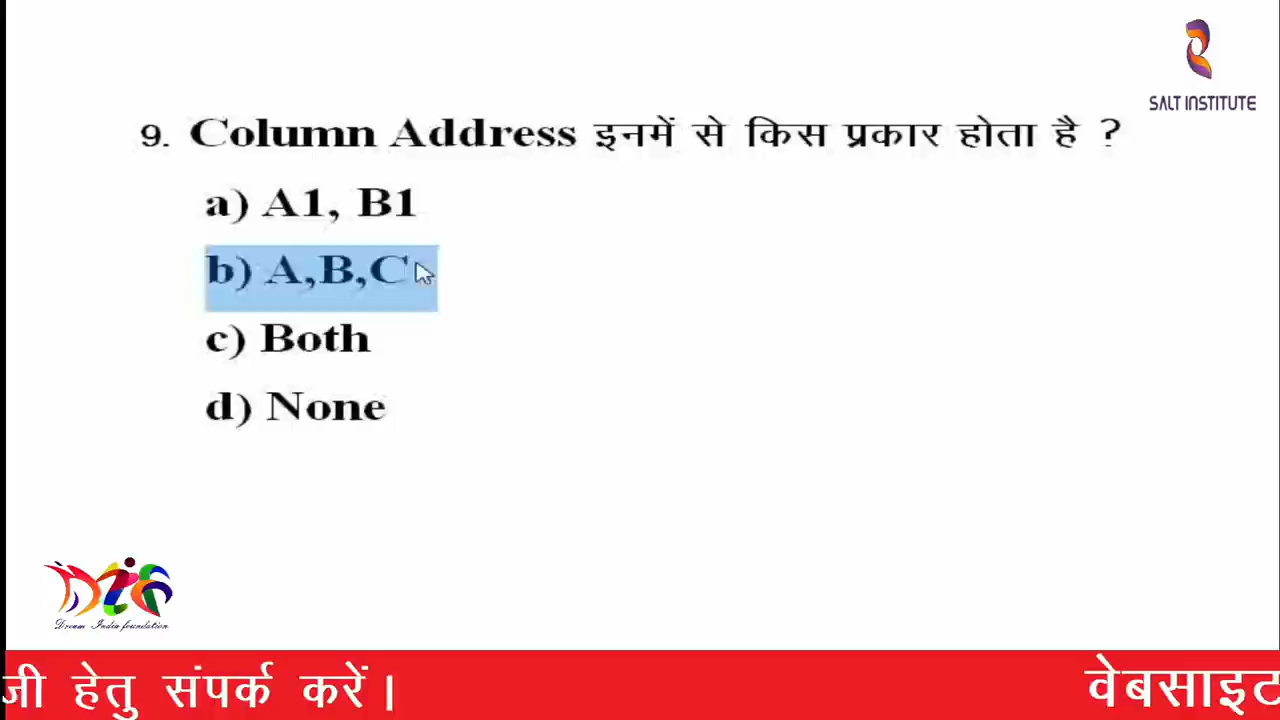 SALT INSTITUTE
9. Column Address इनमें से किस प्रकार होता है ?
a) A1, B1
b) A,B,C
c) Both
d) None
Dream India foundation
जी हेतु संपर्क करें। वेबसाइट